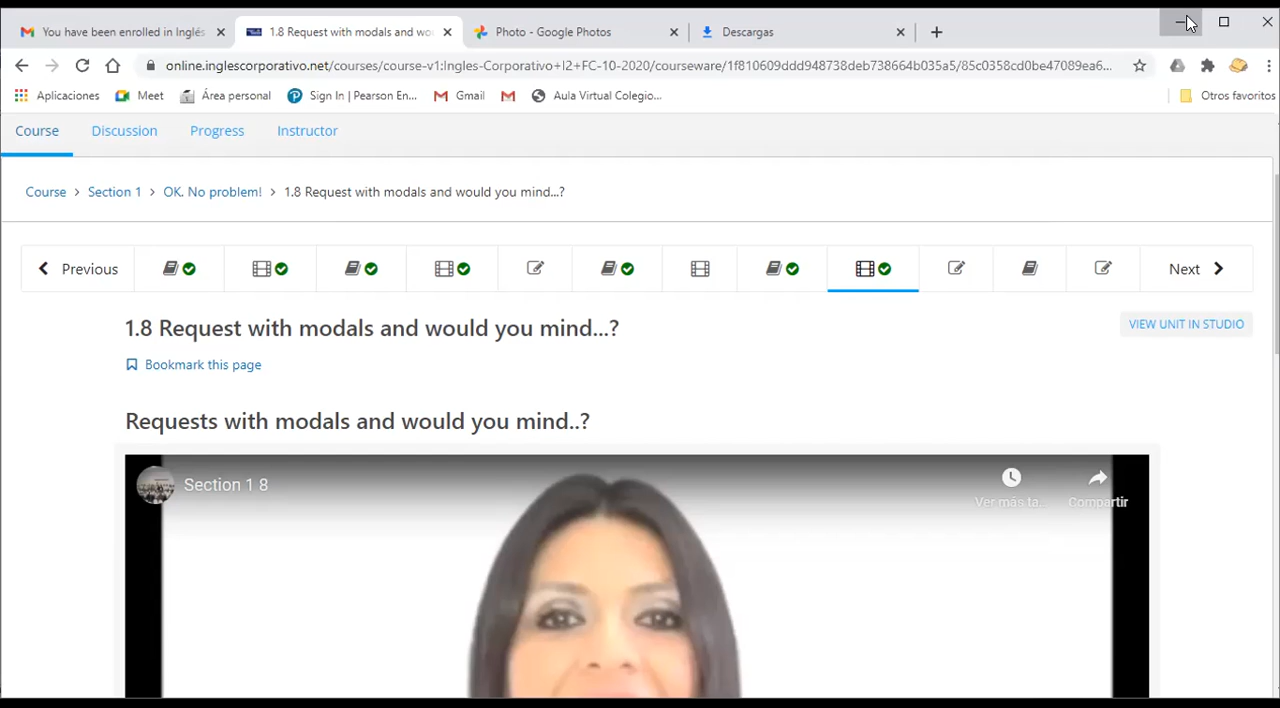 You have been enrolled in Inglés
1.8 Request with modals and wo
Photo - Google Photos
Descargas
online.inglescorporativo.net/courses/course-v1:Ingles-Corporativo+I2+FC-10-2020/courseware/1f810609ddd948738deb738664b035a5/85c0358cd0be47089ea6...
Aplicaciones
Meet
Área personal
Sign In | Pearson En...
Gmail
Aula Virtual Colegio...
Otros favoritos
Course
Discussion
Progress
Instructor
Course > Section 1 > OK. No problem! > 1.8 Request with modals and would you mind...?
Previous
Next
1.8 Request with modals and would you mind...?
VIEW UNIT IN STUDIO
Bookmark this page
Requests with modals and would you mind..?
Section 1 8
Ver más ta...
Compartir